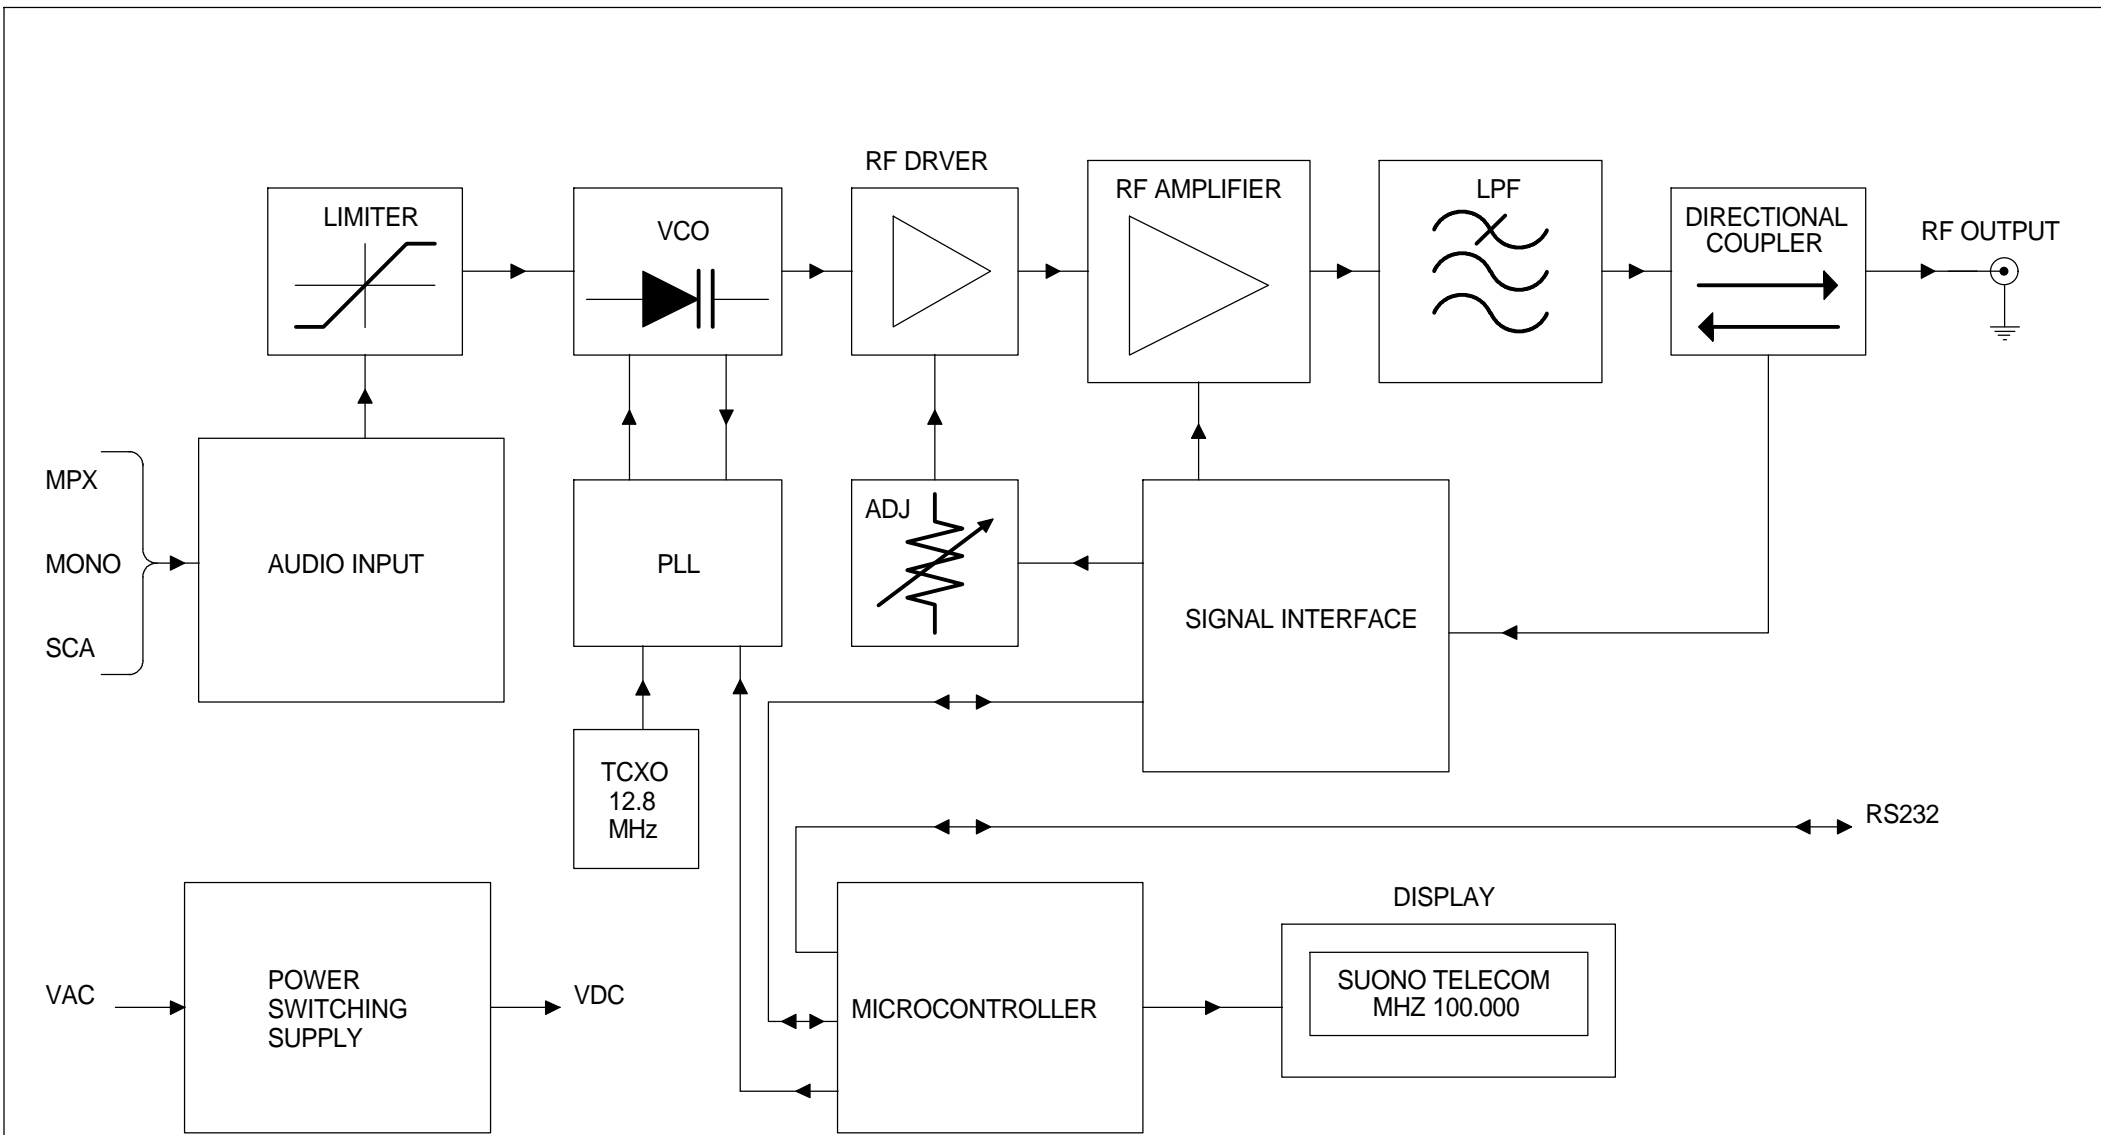 RF DRVER
LIMITER
VCO
RF AMPLIFIER
LPF
DIRECTIONAL
COUPLER
RF OUTPUT
MPX
MONO
SCA
AUDIO INPUT
PLL
ADJ
SIGNAL INTERFACE
TCXO
12.8
MHz
RS232
VAC
POWER
SWITCHING
SUPPLY
VDC
MICROCONTROLLER
DISPLAY
SUONO TELECOM
MHZ 100.000